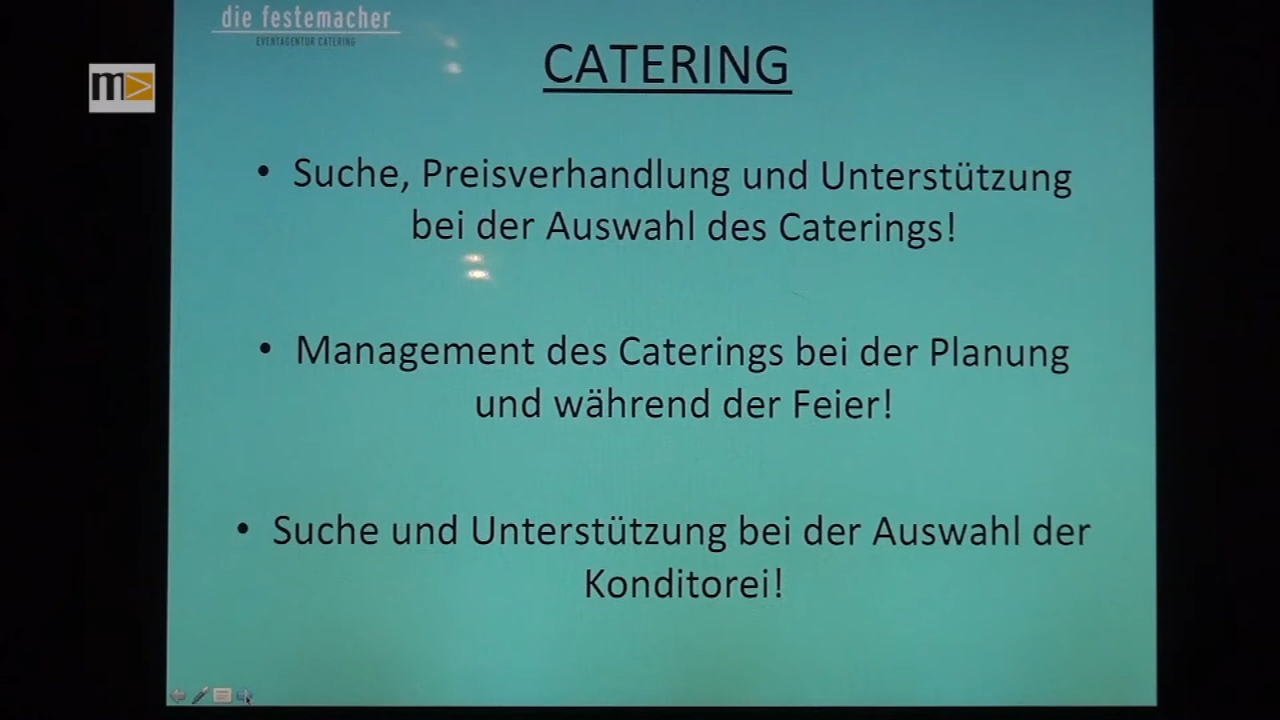 die festemacher
EVENTAGENTUR CATERING
m>
CATERING
• Suche, Preisverhandlung und Unterstützung
bei der Auswahl des Caterings!
• Management des Caterings bei der Planung
und während der Feier!
• Suche und Unterstützung bei der Auswahl der
Konditorei!